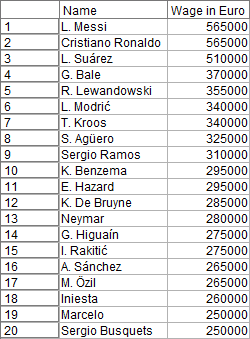 Name Wage in Euro
1 L. Messi 565000
2 Cristiano Ronaldo 565000
3 L. Suárez 510000
4 G. Bale 370000
5 R. Lewandowski 355000
6 L. Modrić 340000
7 T. Kroos 340000
8 S. Agüero 325000
9 Sergio Ramos 310000
10 K. Benzema 295000
11 E. Hazard 295000
12 K. De Bruyne 285000
13 Neymar 280000
14 G. Higuaín 275000
15 I. Rakitić 275000
16 A. Sánchez 265000
17 M. Özil 265000
18 Iniesta 260000
19 Marcelo 250000
20 Sergio Busquets 250000